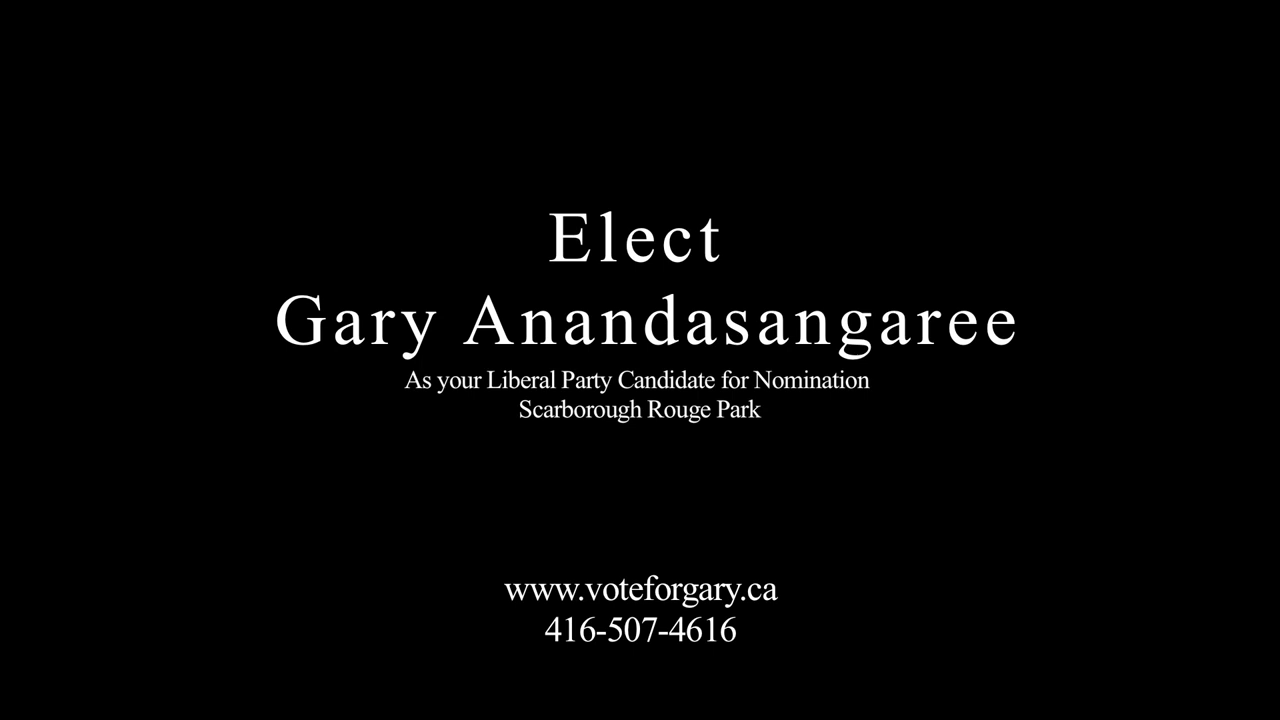 Elect
Gary Anandasangaree
As your Liberal Party Candidate for Nomination
Scarborough Rouge Park
www.voteforgary.ca
416-507-4616